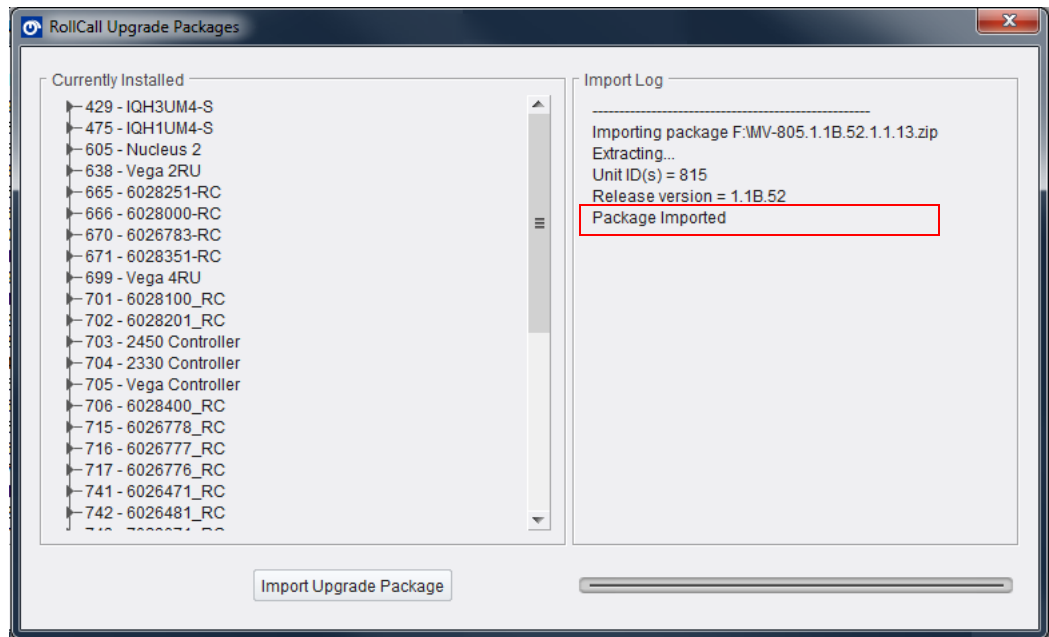 RollCall Upgrade Packages
Currently Installed
429 - IQH3UM4-S
475 - IQH1UM4-S
605 - Nucleus 2
638 - Vega 2RU
665 - 6028251-RC
666 - 6028000-RC
670 - 6026783-RC
671 - 6028351-RC
699 - Vega 4RU
701 - 6028100_RC
702 - 6028201_RC
703 - 2450 Controller
704 - 2330 Controller
705 - Vega Controller
706 - 6028400_RC
715 - 6026778_RC
716 - 6026777_RC
717 - 6026776_RC
741 - 6026471_RC
742 - 6026481_RC
Import Upgrade Package
Import Log
--------------------------------------------------
Importing package F:\MV-805.1.1B.52.1.1.13.zip
Extracting...
Unit ID(s) = 815
Release version = 1.1B.52
Package Imported